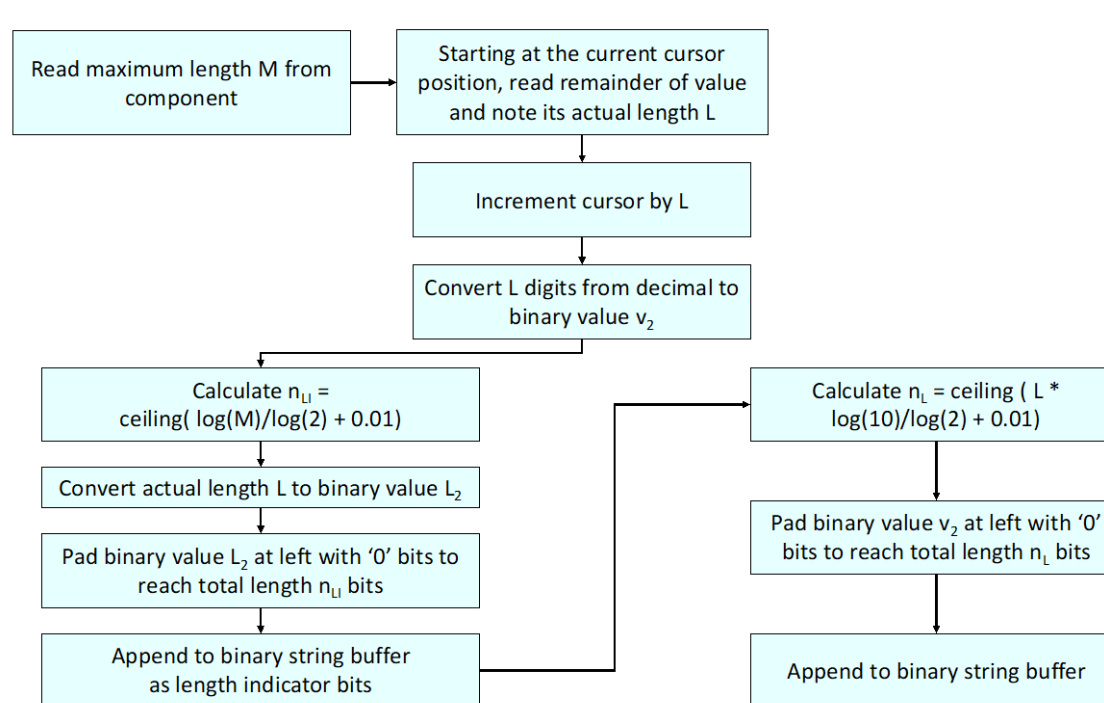 Read maximum length M from
component
Starting at the current cursor
position, read remainder of value
and note its actual length L
Increment cursor by L
Convert L digits from decimal to
binary value v₂
Calculate nLI =
ceiling( log(M)/log(2) + 0.01)
Convert actual length L to binary value L₂
Pad binary value L₂ at left with ‘0’ bits to
reach total length nLI bits
Append to binary string buffer
as length indicator bits
Calculate nL = ceiling ( L *
log(10)/log(2) + 0.01)
Pad binary value v₂ at left with ‘0’
bits to reach total length nL bits
Append to binary string buffer